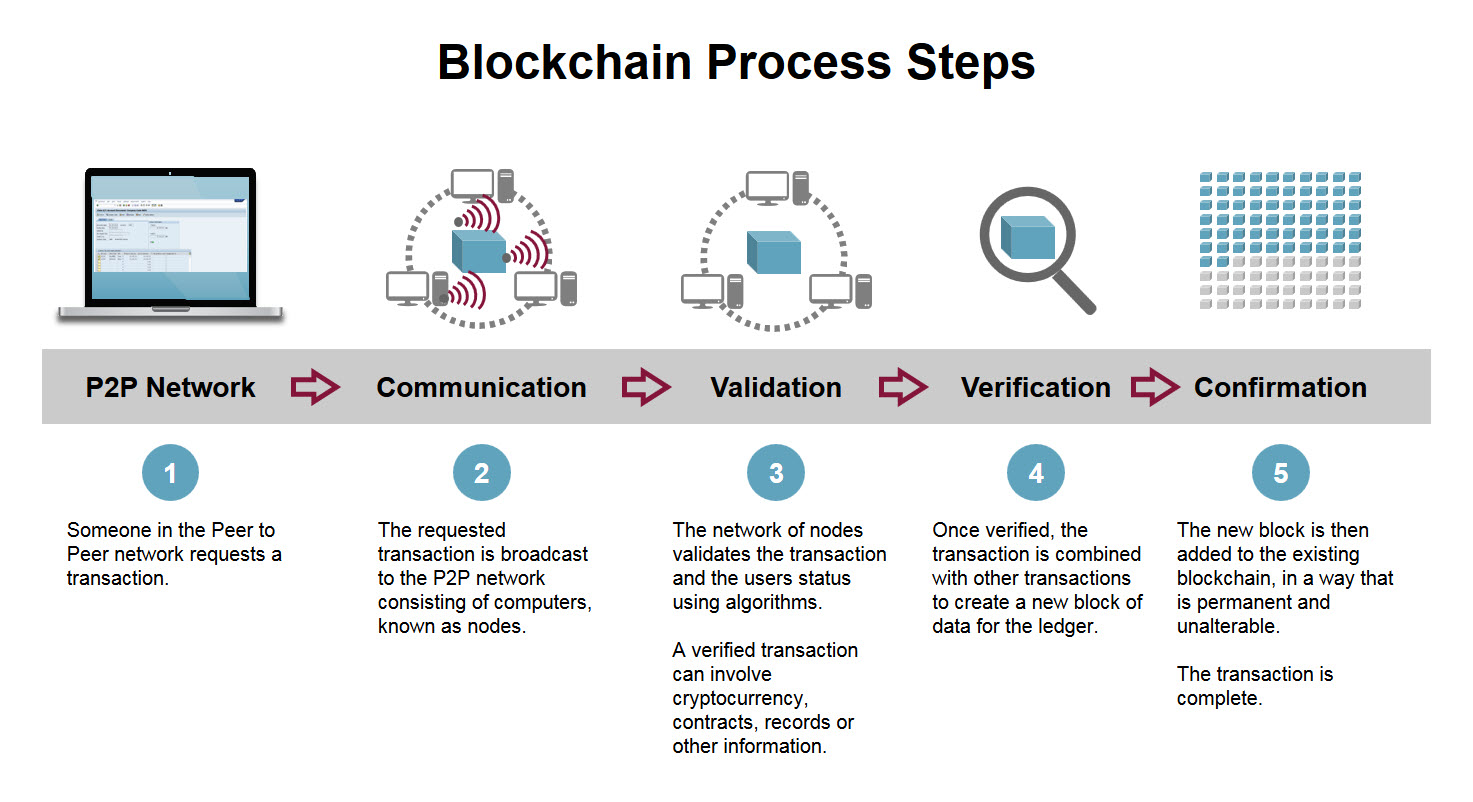 Blockchain Process Steps
P2P Network
Communication
Validation
Verification
Confirmation
1
2
3
4
5
Someone in the Peer to
Peer network requests a
transaction.
The requested
transaction is broadcast
to the P2P network
consisting of computers,
known as nodes.
The network of nodes
validates the transaction
and the users status
using algorithms.
A verified transaction
can involve
cryptocurrency,
contracts, records or
other information.
Once verified, the
transaction is combined
with other transactions
to create a new block of
data for the ledger.
The new block is then
added to the existing
blockchain, in a way that
is permanent and
unalterable.
The transaction is
complete.